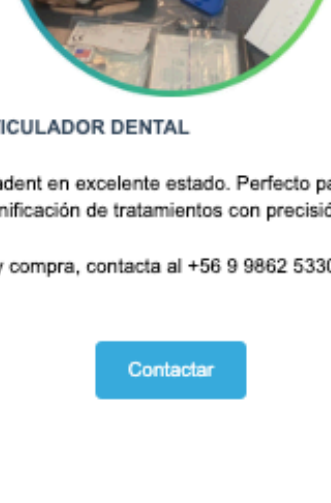 ICULADOR DENTAL
adent en excelente estado. Perfecto pa
nificación de tratamientos con precisió
y compra, contacta al +56 9 9862 5330
Contactar